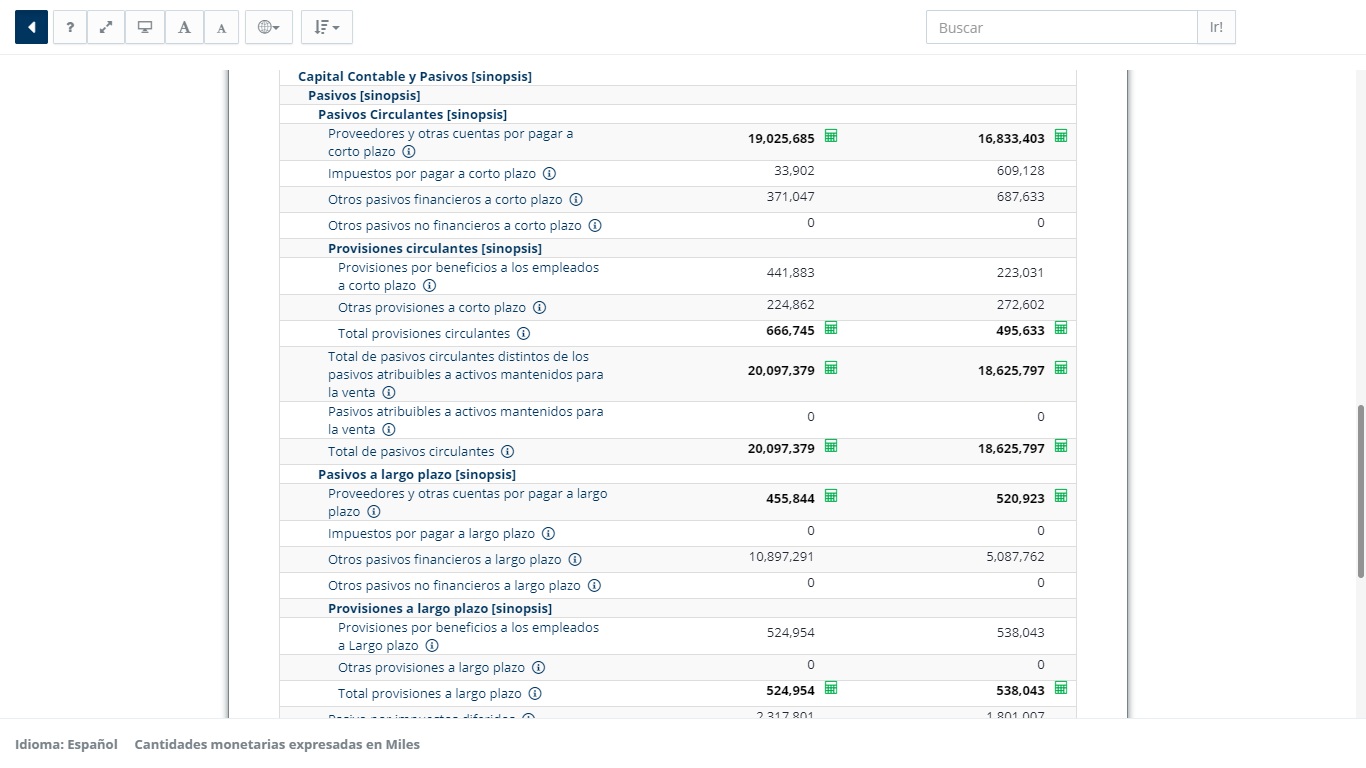 ? A A Buscar Ir!
Capital Contable y Pasivos [sinopsis]
Pasivos [sinopsis]
Pasivos Circulantes [sinopsis]
Proveedores y otras cuentas por pagar a
corto plazo 19,025,685 16,833,403
Impuestos por pagar a corto plazo 33,902 609,128
Otros pasivos financieros a corto plazo 371,047 687,633
Otros pasivos no financieros a corto plazo 0 0
Provisiones circulantes [sinopsis]
Provisiones por beneficios a los empleados
a corto plazo 441,883 223,031
Otras provisiones a corto plazo 224,862 272,602
Total provisiones circulantes 666,745 495,633
Total de pasivos circulantes distintos de los
pasivos atribuibles a activos mantenidos para
la venta 20,097,379 18,625,797
Pasivos atribuibles a activos mantenidos para
la venta 0 0
Total de pasivos circulantes 20,097,379 18,625,797
Pasivos a largo plazo [sinopsis]
Proveedores y otras cuentas por pagar a largo
plazo 455,844 520,923
Impuestos por pagar a largo plazo 0 0
Otros pasivos financieros a largo plazo 10,897,291 5,087,762
Otros pasivos no financieros a largo plazo 0 0
Provisiones a largo plazo [sinopsis]
Provisiones por beneficios a los empleados
a Largo plazo 524,954 538,043
Otras provisiones a largo plazo 0 0
Total provisiones a largo plazo 524,954 538,043
Pasivo por impuestos diferidos 2,317,801 1,801,007
Idioma: Español Cantidades monetarias expresadas en Miles